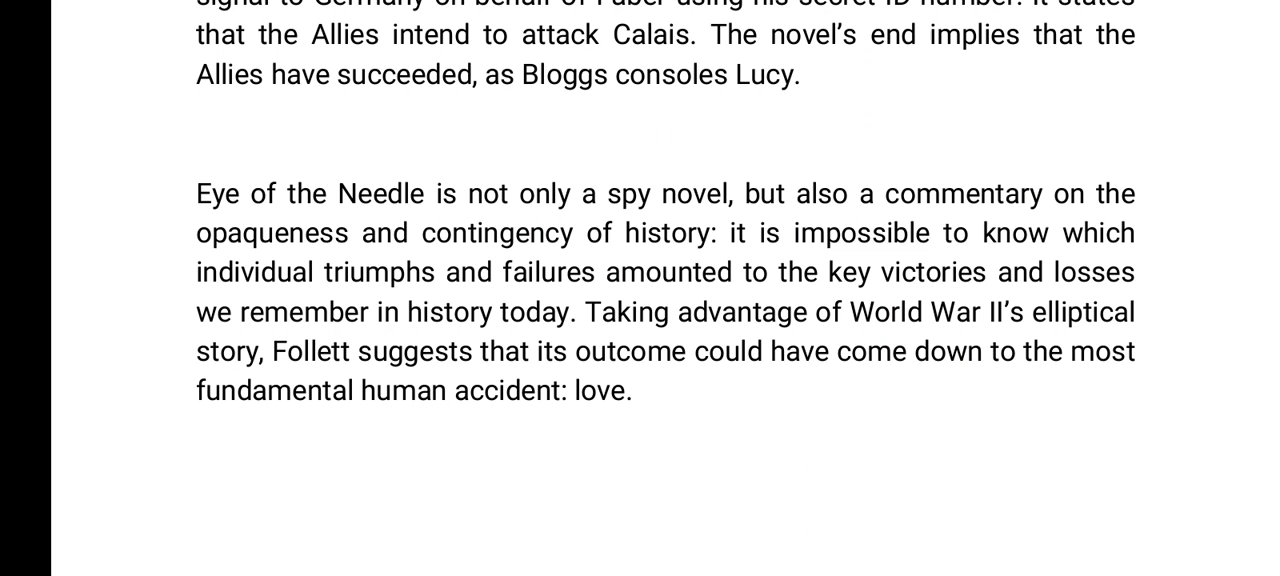 that the Allies intend to attack Calais. The novel’s end implies that the
Allies have succeeded, as Bloggs consoles Lucy.
Eye of the Needle is not only a spy novel, but also a commentary on the
opaqueness and contingency of history: it is impossible to know which
individual triumphs and failures amounted to the key victories and losses
we remember in history today. Taking advantage of World War II’s elliptical
story, Follett suggests that its outcome could have come down to the most
fundamental human accident: love.